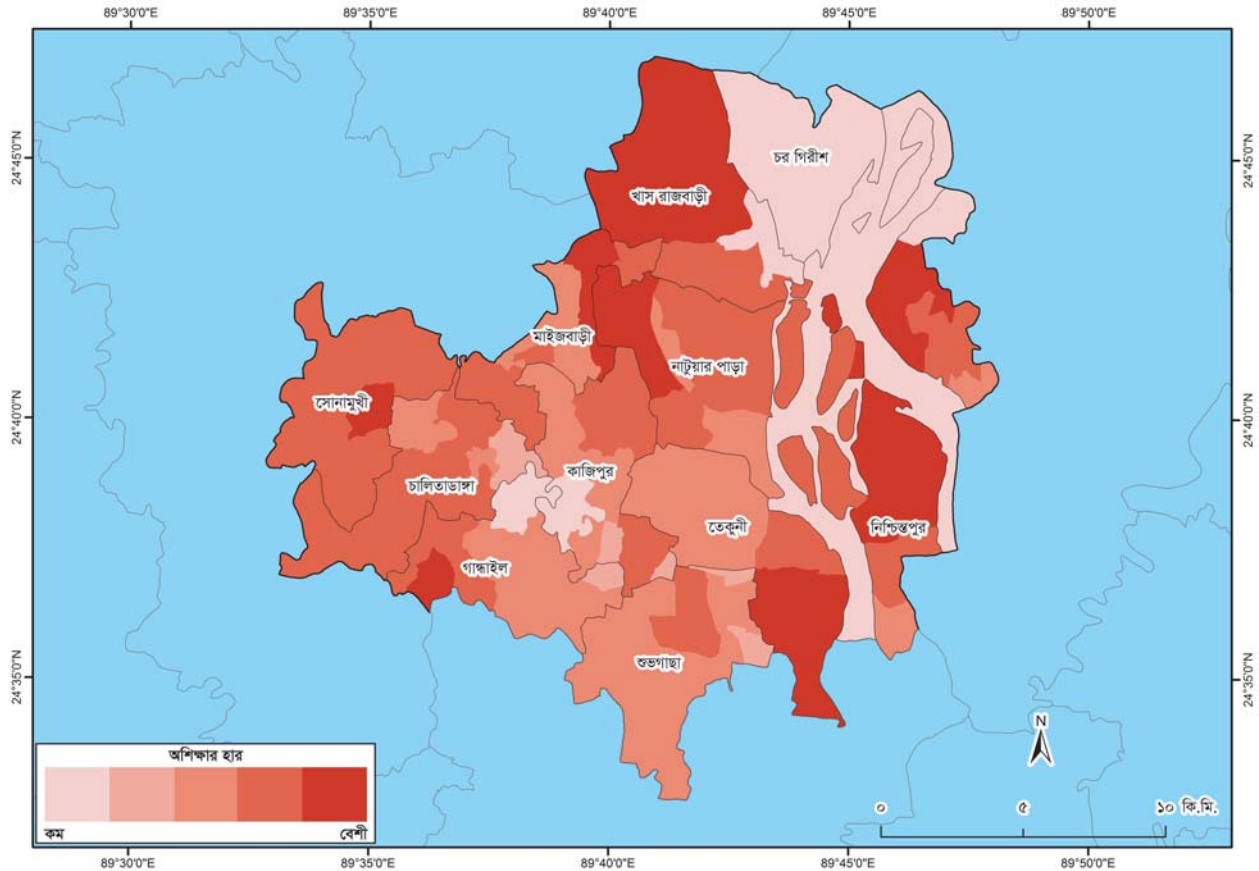 89°30'0"E 89°35'0"E 89°40'0"E 89°45'0"E 89°50'0"E
24°45'0"N
24°45'0"N
চর গিরীশ
খাস রাজবাড়ী
মাইজবাড়ী
নাটুয়ার পাড়া
সোনামুখী
24°40'0"N
24°40'0"N
কাজিপুর
চালিতাডাঙ্গা
তেকুনী
নিশ্চিন্তপুর
গান্ধাইল
শুভগাছা
24°35'0"N
24°35'0"N
N
অশিক্ষার হার
কম বেশী
০ ৫ ১০ কি.মি.
89°30'0"E 89°35'0"E 89°40'0"E 89°45'0"E 89°50'0"E